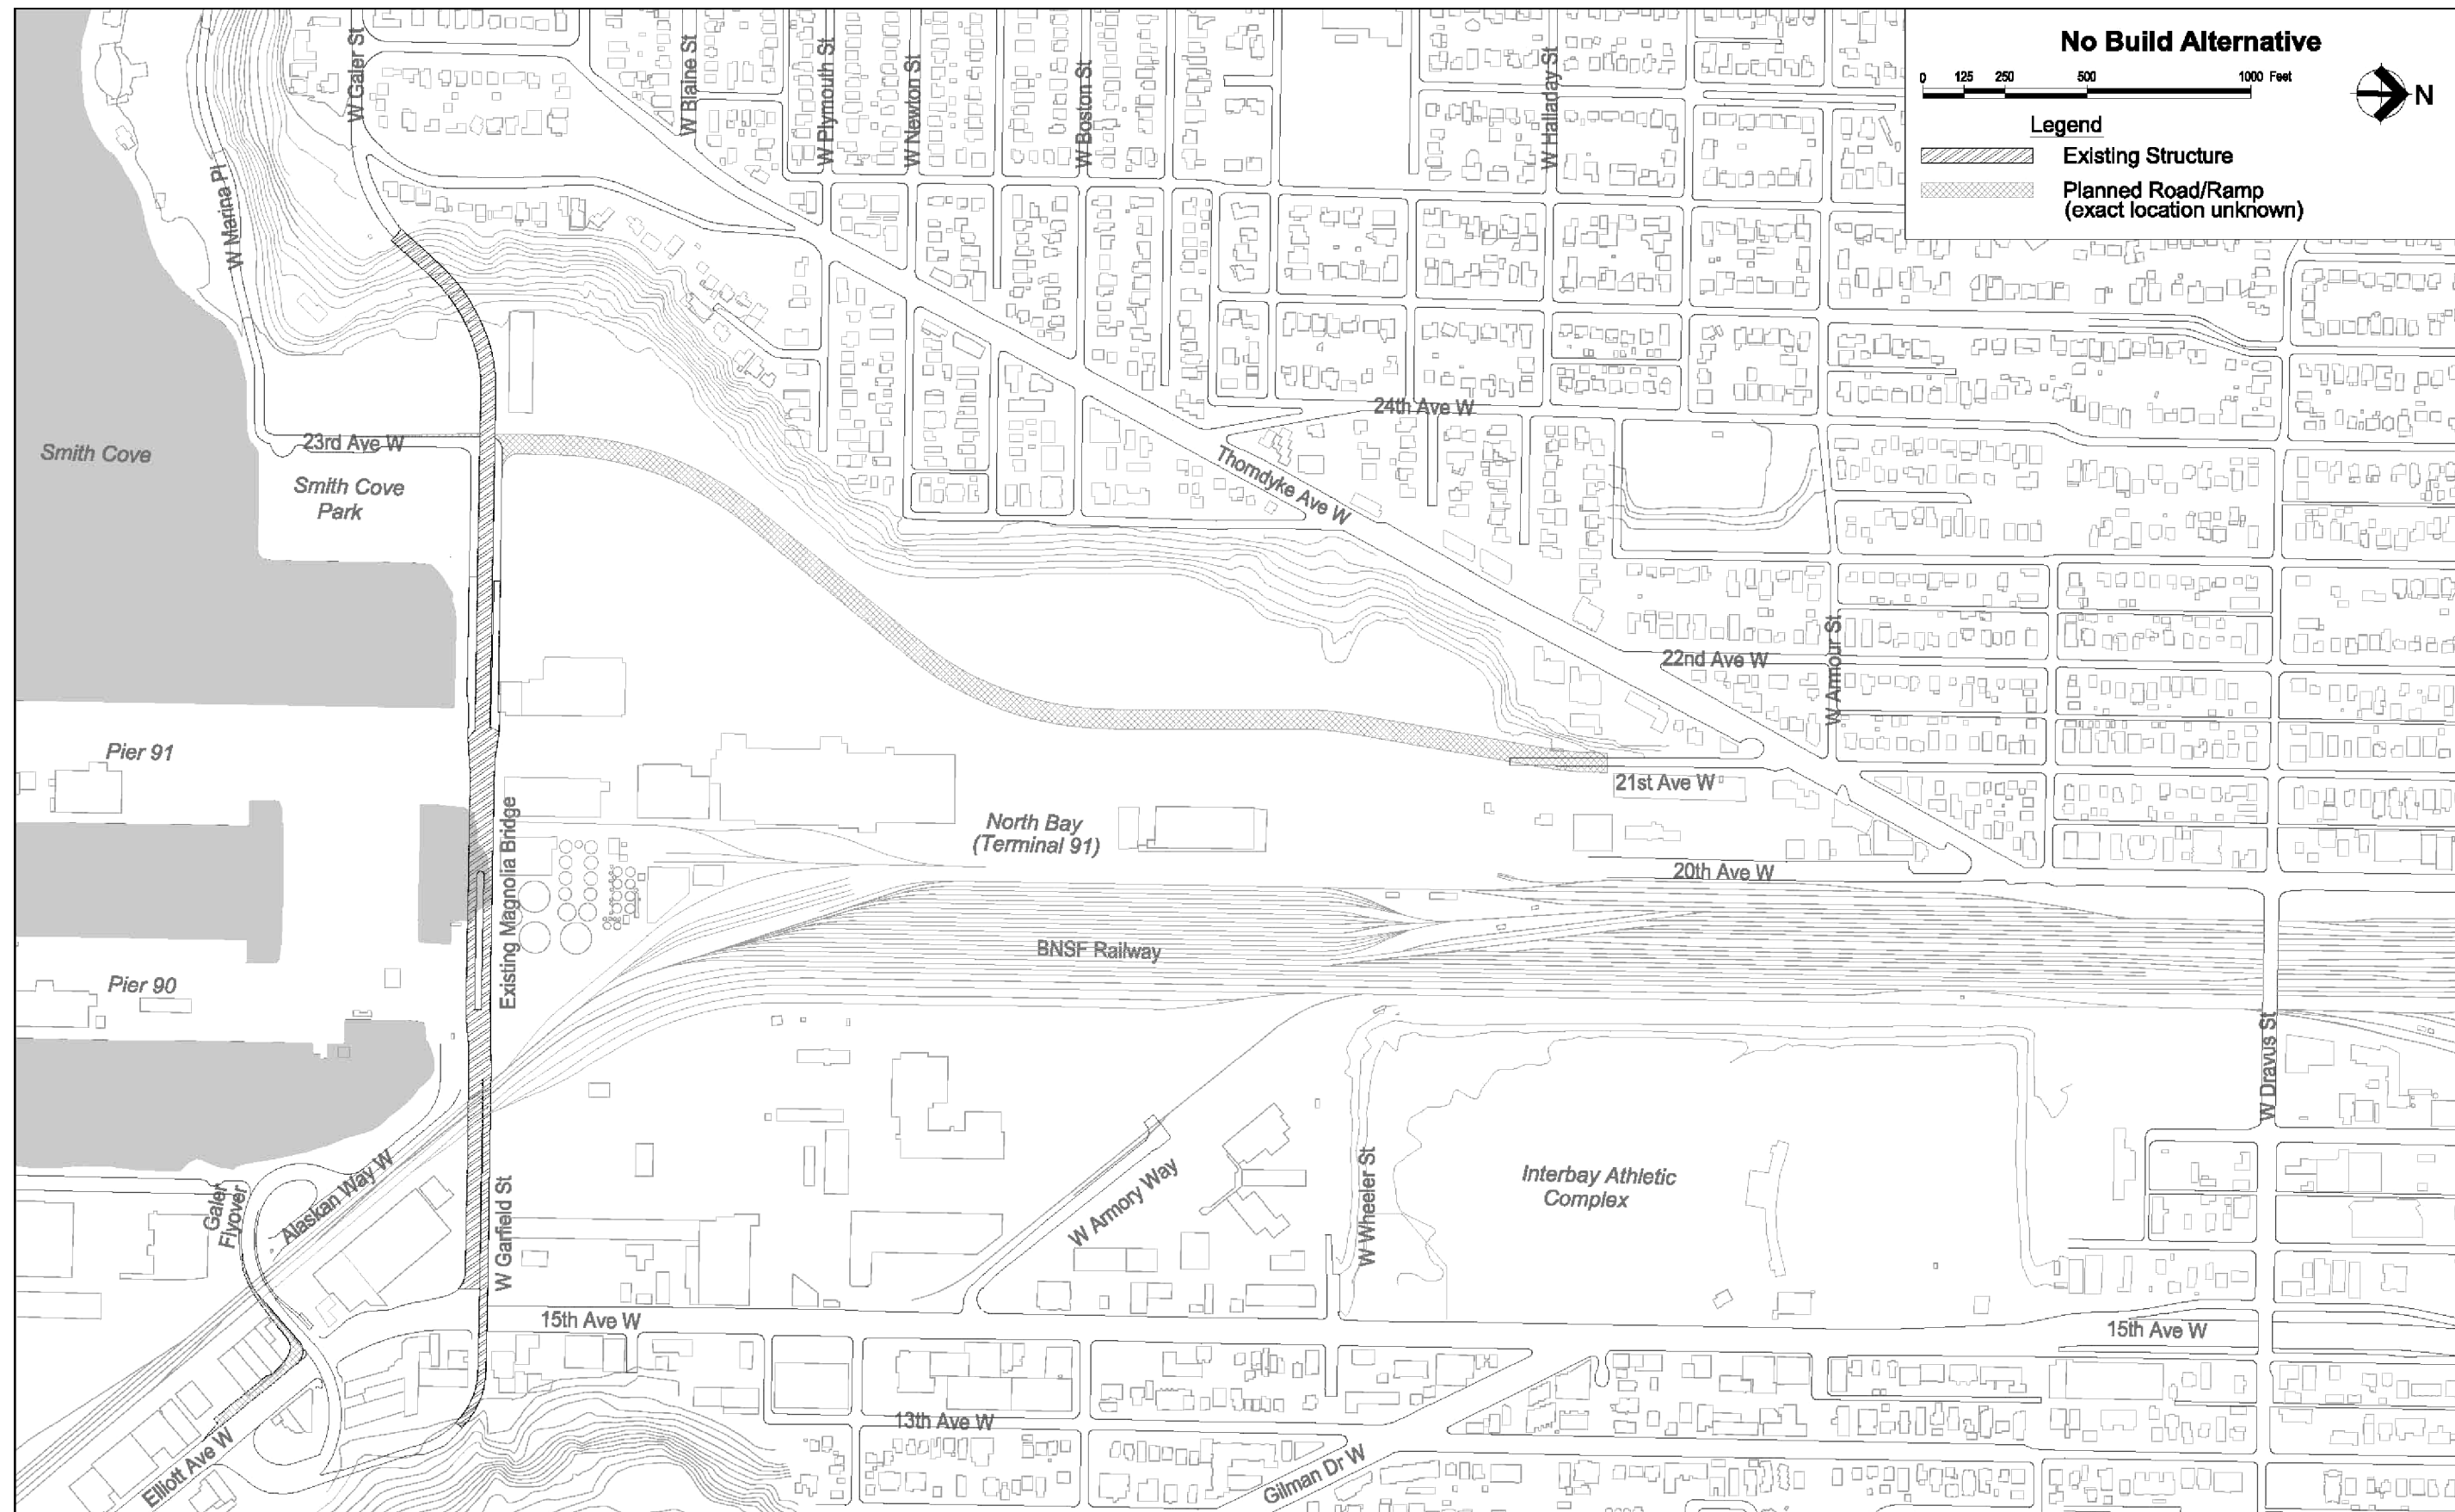 No Build Alternative
0 125 250 500 1000 Feet
N
Legend
Existing Structure
Planned Road/Ramp
(exact location unknown)
W Galer St
W Blaine St
W Plymouth St
W Newton St
W Boston St
W Halladay St
W Marina Pl
24th Ave W
23rd Ave W
Smith Cove
Smith Cove
Park
Thorndyke Ave W
22nd Ave W
W Armour St
Pier 91
21st Ave W
Existing Magnolia Bridge
North Bay
(Terminal 91)
20th Ave W
BNSF Railway
Pier 90
W Dravus St
Alaskan Way W
Galer
Flyover
W Garfield St
W Armory Way
W Wheeler St
Interbay Athletic
Complex
15th Ave W
15th Ave W
13th Ave W
Elliott Ave W
Gilman Dr W